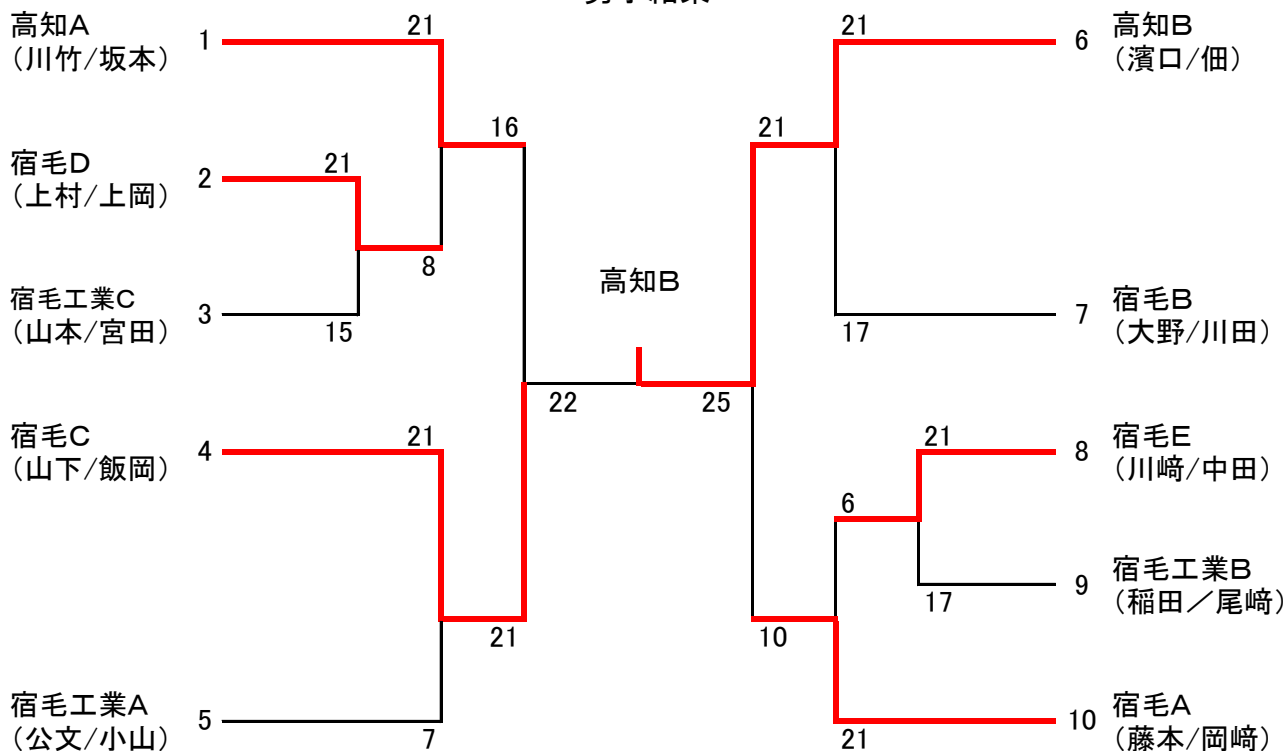 高知A
(川竹/坂本)
1
21
21
6
高知B
(濱口/佃)
16
21
宿毛D
(上村/上岡)
2
21
8
宿毛工業C
(山本/宮田)
3
15
高知B
17
7
宿毛B
(大野/川田)
22
25
宿毛C
(山下/飯岡)
4
21
21
8
宿毛E
(川﨑/中田)
6
17
9
宿毛工業B
(稲田／尾﨑)
21
10
宿毛工業A
(公文/小山)
5
7
21
10
宿毛A
(藤本/岡﨑)